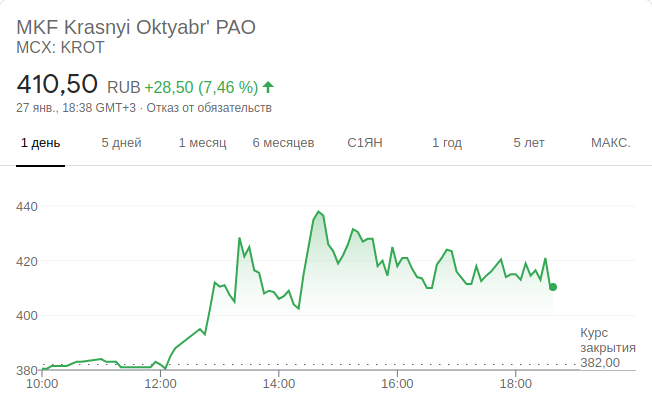 MKF Krasnyi Oktyabr' PAO
MCX: KROT
410,50 RUB +28,50 (7,46 %)
27 янв., 18:38 GMT+3 · Отказ от обязательств
1 день 5 дней 1 месяц 6 месяцев С1ЯН 1 год 5 лет МАКС.
440
420
400
Курс
закрытия
382,00
380
10:00 12:00 14:00 16:00 18:00